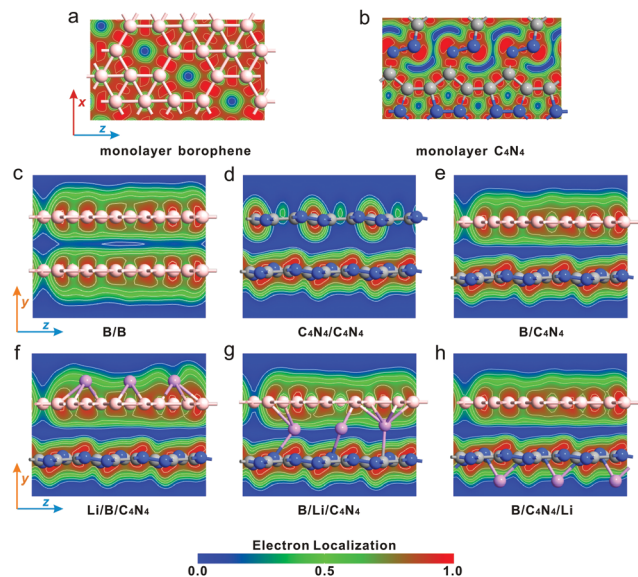 a
b
x
z
monolayer borophene
monolayer C₄N₄
c
d
e
y
z
B/B
C₄N₄/C₄N₄
B/C₄N₄
f
g
h
y
z
Li/B/C₄N₄
B/Li/C₄N₄
B/C₄N₄/Li
Electron Localization
0.0
0.5
1.0